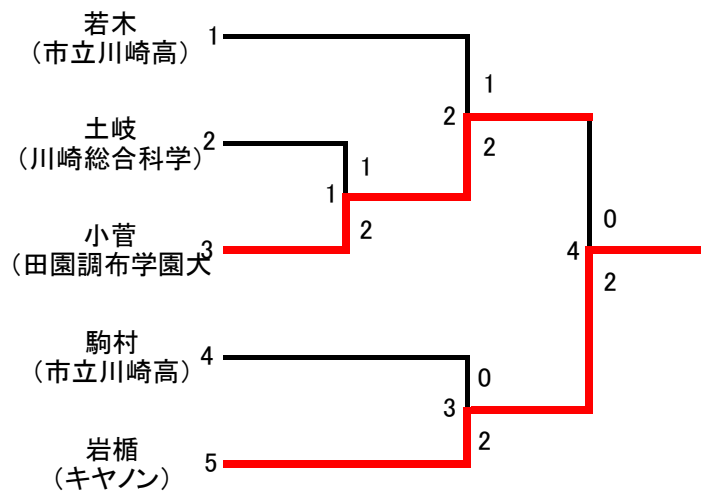 若木
(市立川崎高)
1
1
土岐
(川崎総合科学)
2
2
2
1
1
小菅
(田園調布学園大
3
2
0
4
2
駒村
(市立川崎高)
4
0
3
岩楯
(キヤノン)
5
2